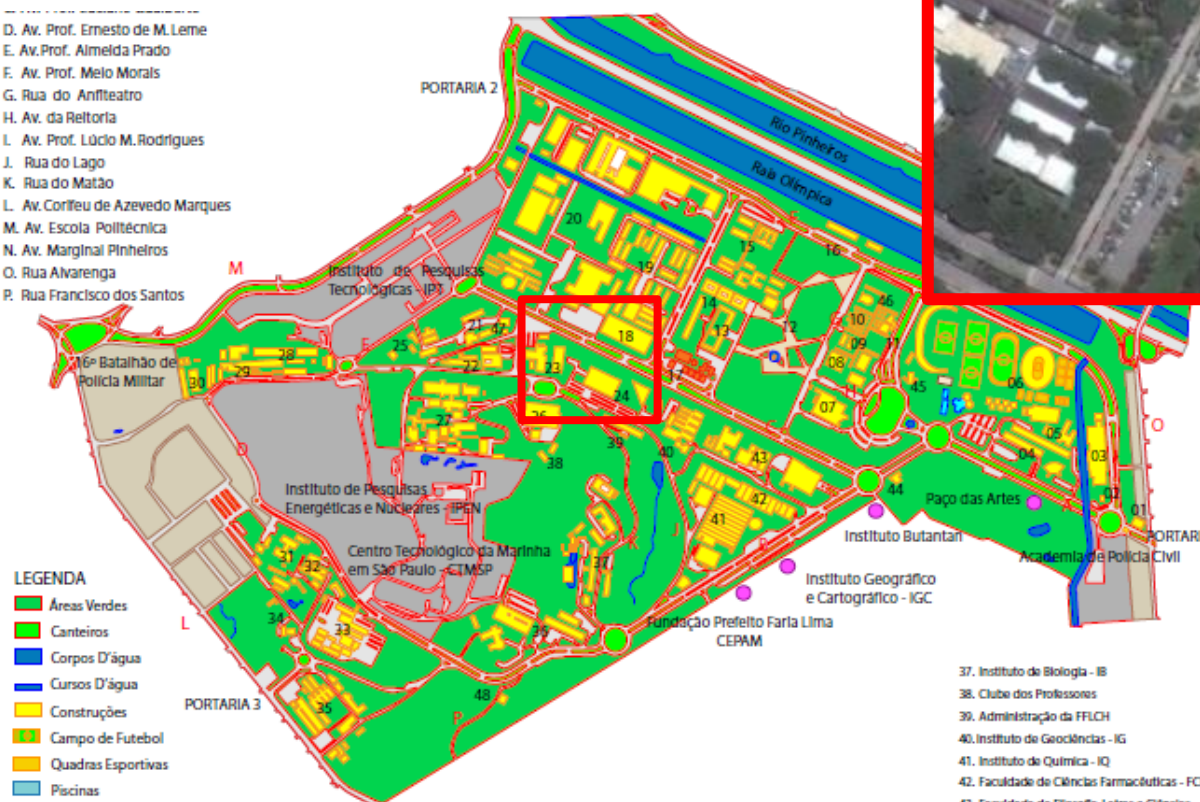 D. Av. Prof. Ernesto de M. Leme
E. Av. Prof. Almeida Prado
F. Av. Prof. Melo Morais
G. Rua do Anfiteatro
H. Av. da Reitoria
I. Av. Prof. Lúcio M. Rodrigues
J. Rua do Lago
K. Rua do Matão
L. Av. Corifeu de Azevedo Marques
M. Av. Escola Politécnica
N. Av. Marginal Pinheiros
O. Rua Alvarenga
P. Rua Francisco dos Santos
PORTARIA 2
Rio Pinheiros
Raia Olímpica
M
Instituto de Pesquisas
Tecnológicas - IPT
20
19
15
16
14
13
12
46
10
09
08
11
18
17
07
H
45
06
05
04
03
02
01
O
21
47
25
22
23
24
26
27
28
29
30
E
16º Batalhão de
Polícia Militar
39
38
40
43
42
41
44
C
J
B
D
Paço das Artes
Instituto Butantan
PORTARI
Academia de Polícia Civil
Instituto de Pesquisas
Energéticas e Nucleares - IPEN
Centro Tecnológico da Marinha
em São Paulo - CTMSP
Instituto Geográfico
e Cartográfico - IGC
Fundação Prefeito Faria Lima
CEPAM
31
32
33
34
35
36
37
K
48
P
L
PORTARIA 3
LEGENDA
Áreas Verdes
Canteiros
Corpos D'água
Cursos D'água
Construções
Campo de Futebol
Quadras Esportivas
Piscinas
37. Instituto de Biologia - IB
38. Clube dos Professores
39. Administração da FFLCH
40. Instituto de Geociências - IG
41. Instituto de Química - IQ
42. Faculdade de Ciências Farmacêuticas - FC